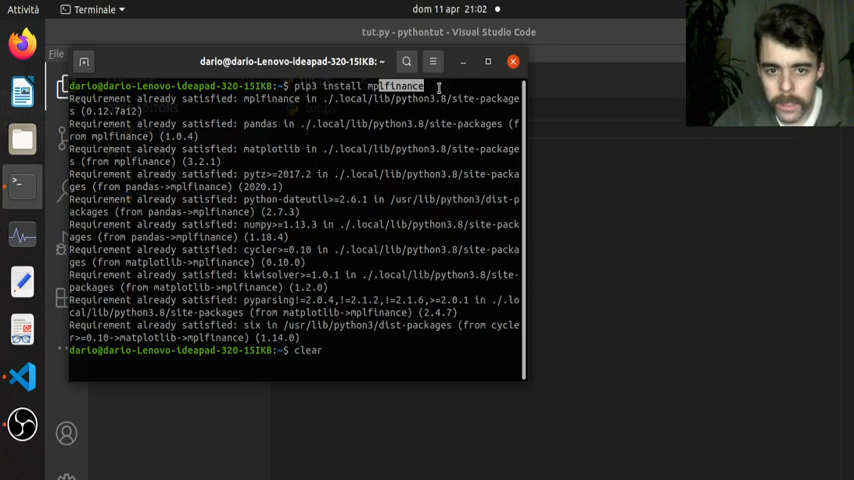 Attività
Terminale
dom 11 apr 21:02
tut.py - pythontut - Visual Studio Code
File
dario@dario-Lenovo-ideapad-320-15IKB: ~
dario@dario-Lenovo-ideapad-320-15IKB:~$ pip3 install mplfinance
Requirement already satisfied: mplfinance in ./.local/lib/python3.8/site-package
s (0.12.7a12)
Requirement already satisfied: pandas in ./.local/lib/python3.8/site-packages (f
rom mplfinance) (1.0.4)
Requirement already satisfied: matplotlib in ./.local/lib/python3.8/site-package
s (from mplfinance) (3.2.1)
Requirement already satisfied: pytz>=2017.2 in ./.local/lib/python3.8/site-packa
ges (from pandas->mplfinance) (2020.1)
Requirement already satisfied: python-dateutil>=2.6.1 in /usr/lib/python3/dist-p
ackages (from pandas->mplfinance) (2.7.3)
Requirement already satisfied: numpy>=1.13.3 in ./.local/lib/python3.8/site-pack
ages (from pandas->mplfinance) (1.18.4)
Requirement already satisfied: cycler>=0.10 in ./.local/lib/python3.8/site-packa
ges (from matplotlib->mplfinance) (0.10.0)
Requirement already satisfied: kiwisolver>=1.0.1 in ./.local/lib/python3.8/site-
packages (from matplotlib->mplfinance) (1.2.0)
Requirement already satisfied: pyparsing!=2.0.4,!=2.1.2,!=2.1.6,>=2.0.1 in ./.lo
cal/lib/python3.8/site-packages (from matplotlib->mplfinance) (2.4.7)
Requirement already satisfied: six in /usr/lib/python3/dist-packages (from cycle
r>=0.10->matplotlib->mplfinance) (1.14.0)
dario@dario-Lenovo-ideapad-320-15IKB:~$ clear